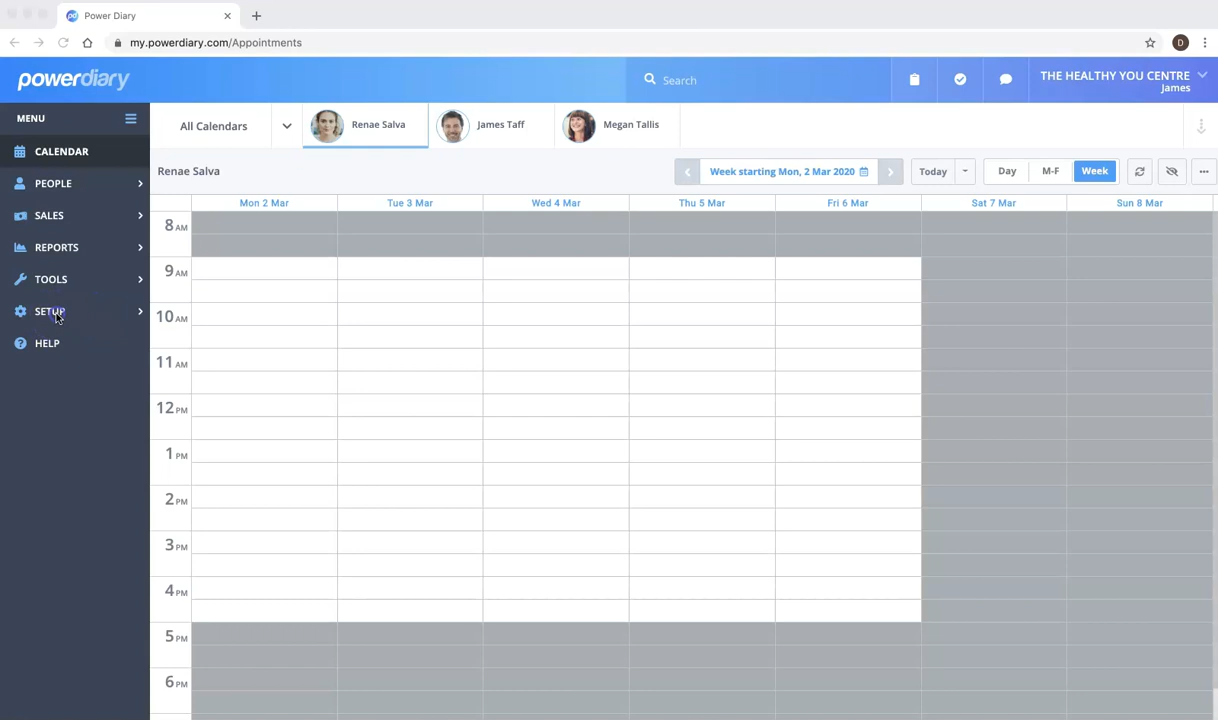 Power Diary
my.powerdiary.com/Appointments
D
powerdiary
Search
THE HEALTHY YOU CENTRE
James
MENU
All Calendars
Renae Salva
James Taff
Megan Tallis
CALENDAR
PEOPLE
SALES
REPORTS
TOOLS
SETUP
HELP
Renae Salva
Week starting Mon, 2 Mar 2020
Today
Day
M-F
Week
Mon 2 Mar
Tue 3 Mar
Wed 4 Mar
Thu 5 Mar
Fri 6 Mar
Sat 7 Mar
Sun 8 Mar
8 AM
9 AM
10 AM
11 AM
12 PM
1 PM
2 PM
3 PM
4 PM
5 PM
6 PM